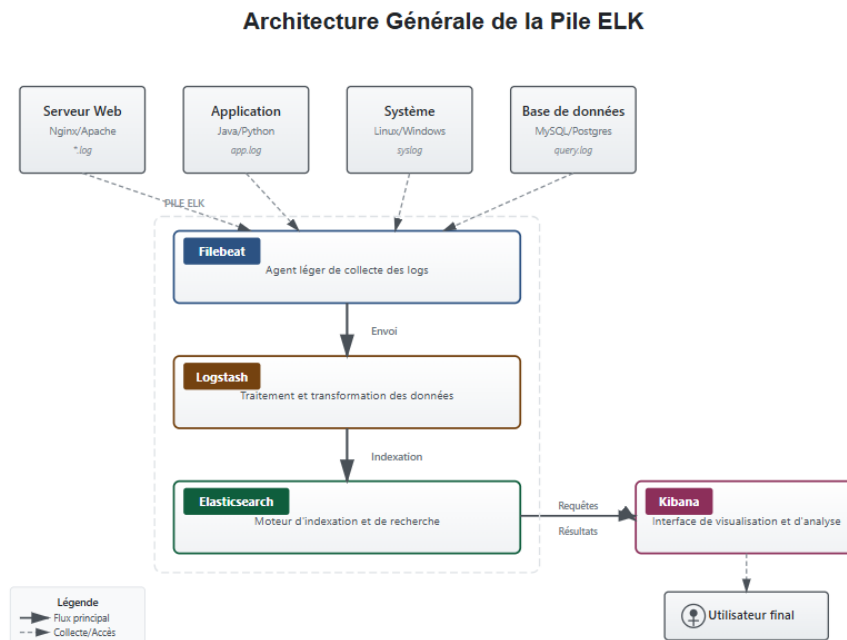 Architecture Générale de la Pile ELK
Serveur Web
Nginx/Apache
*.log
Application
Java/Python
app.log
Système
Linux/Windows
syslog
Base de données
MySQL/Postgres
query.log
PILE ELK
Filebeat
Agent léger de collecte des logs
Envoi
Logstash
Traitement et transformation des données
Indexation
Elasticsearch
Moteur d'indexation et de recherche
Requêtes
Résultats
Kibana
Interface de visualisation et d'analyse
Utilisateur final
Légende
Flux principal
Collecte/Accès